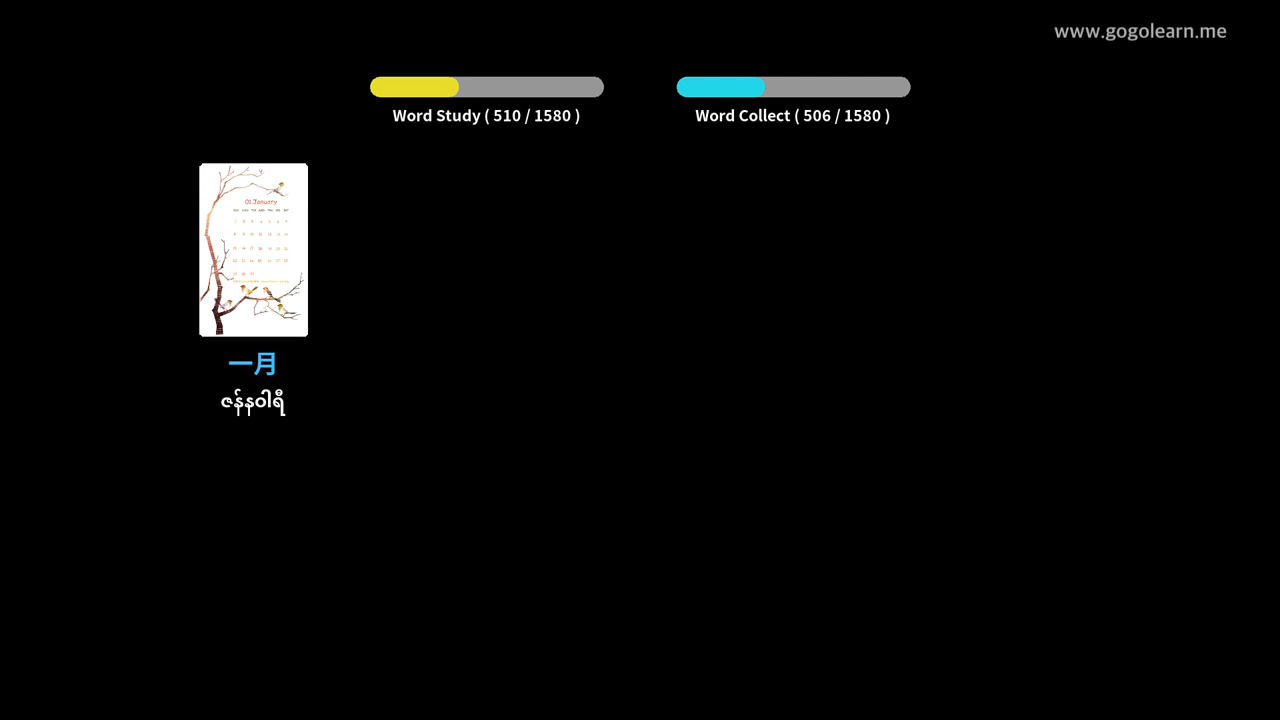 www.gogolearn.me
Word Study ( 510 / 1580 )
Word Collect ( 506 / 1580 )
01.January
一月
ဇန်နဝါရီ